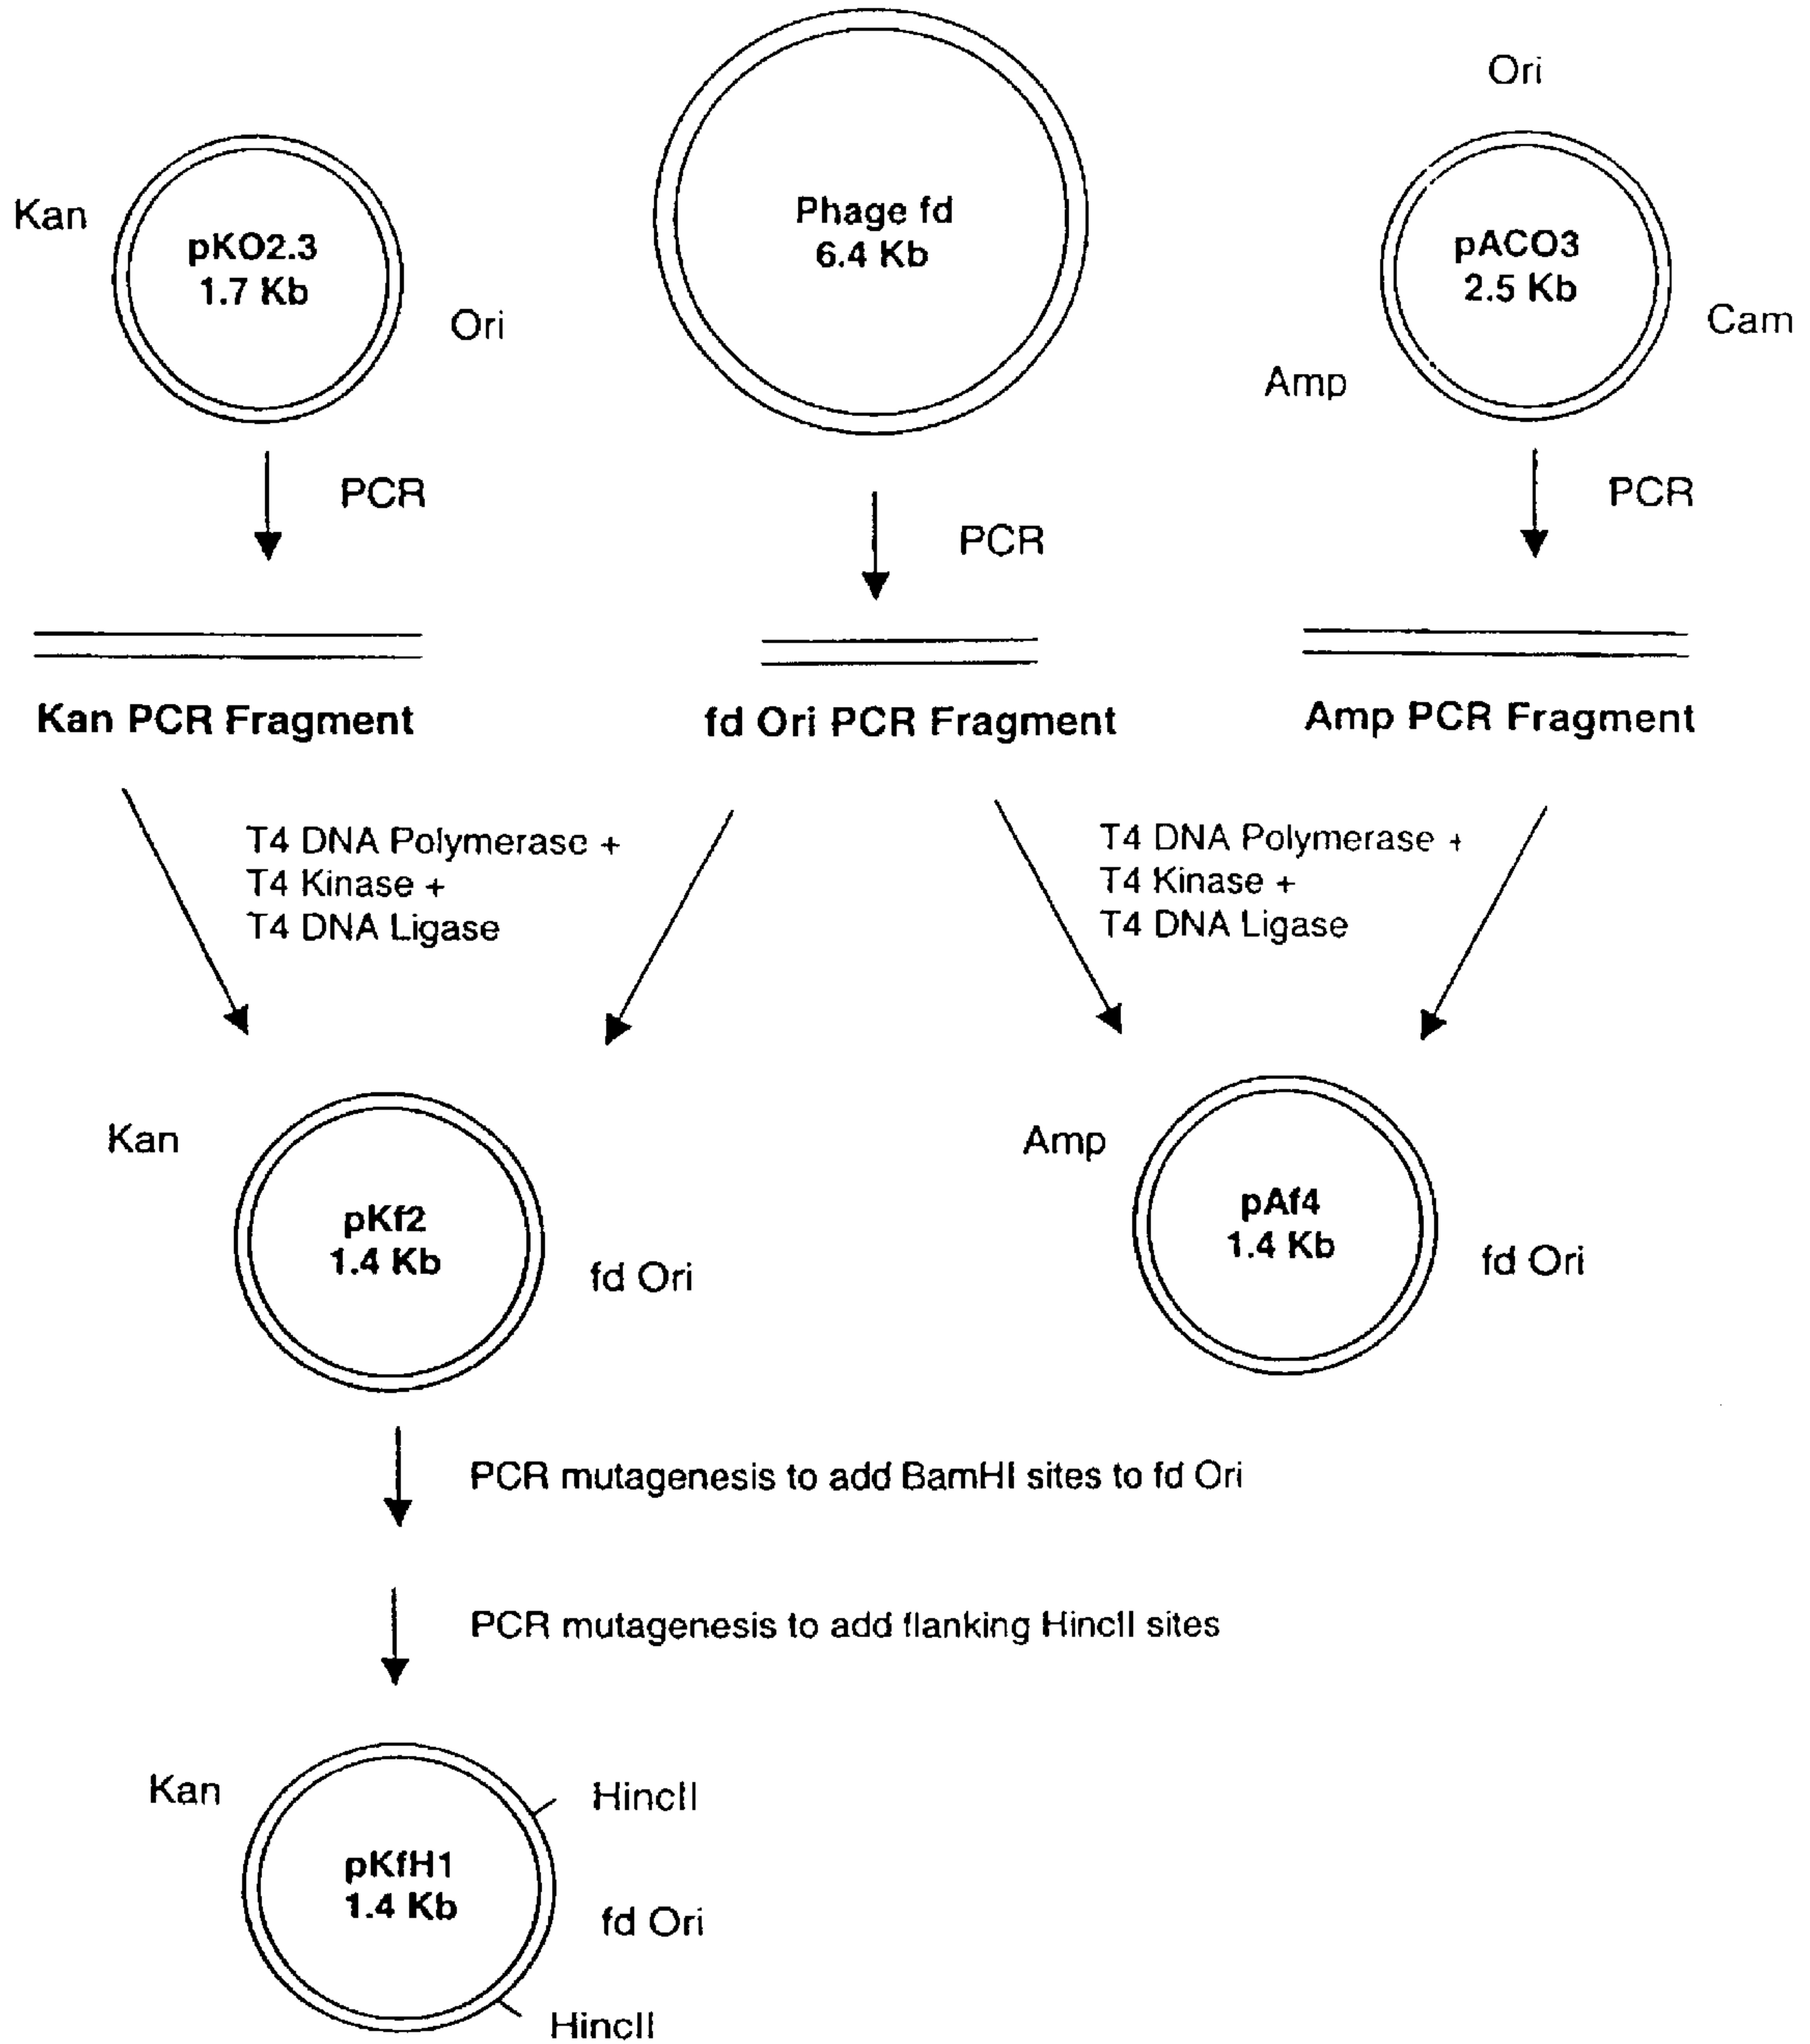 Ori
Kan
pKO2.3
1.7 Kb
Ori
Phage fd
6.4 Kb
pACO3
2.5 Kb
Cam
Amp
PCR
PCR
PCR
Kan PCR Fragment
fd Ori PCR Fragment
Amp PCR Fragment
T4 DNA Polymerase +
T4 Kinase +
T4 DNA Ligase
T4 DNA Polymerase +
T4 Kinase +
T4 DNA Ligase
Kan
pKf2
1.4 Kb
fd Ori
Amp
pAf4
1.4 Kb
fd Ori
PCR mutagenesis to add BamHI sites to fd Ori
PCR mutagenesis to add flanking HincII sites
Kan
HincII
pKfH1
1.4 Kb
fd Ori
HincII